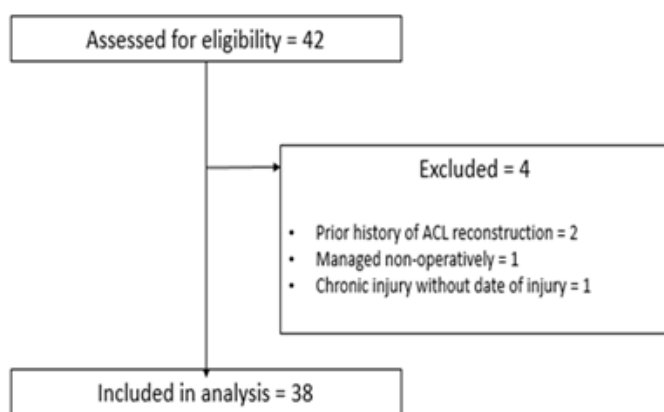 Assessed for eligibility = 42
Excluded = 4
• Prior history of ACL reconstruction = 2
• Managed non-operatively = 1
• Chronic injury without date of injury = 1
Included in analysis = 38